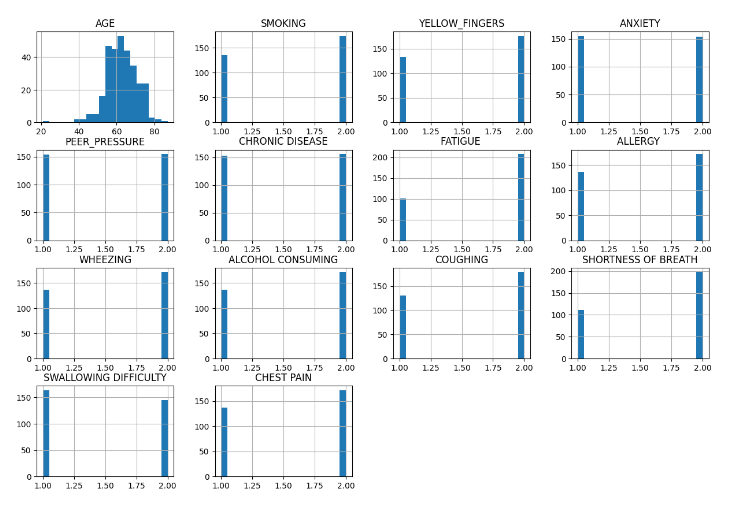 AGE
SMOKING
YELLOW_FINGERS
ANXIETY
40
20
0
20 40 60 80
150
100
50
0
1.00 1.25 1.50 1.75 2.00
150
100
50
0
1.00 1.25 1.50 1.75 2.00
150
100
50
0
1.00 1.25 1.50 1.75 2.00
PEER_PRESSURE
CHRONIC DISEASE
FATIGUE
ALLERGY
150
100
50
0
1.00 1.25 1.50 1.75 2.00
150
100
50
0
1.00 1.25 1.50 1.75 2.00
200
150
100
50
0
1.00 1.25 1.50 1.75 2.00
150
100
50
0
1.00 1.25 1.50 1.75 2.00
WHEEZING
ALCOHOL CONSUMING
COUGHING
SHORTNESS OF BREATH
150
100
50
0
1.00 1.25 1.50 1.75 2.00
150
100
50
0
1.00 1.25 1.50 1.75 2.00
150
100
50
0
1.00 1.25 1.50 1.75 2.00
200
150
100
50
0
1.00 1.25 1.50 1.75 2.00
SWALLOWING DIFFICULTY
CHEST PAIN
150
100
50
0
1.00 1.25 1.50 1.75 2.00
150
100
50
0
1.00 1.25 1.50 1.75 2.00